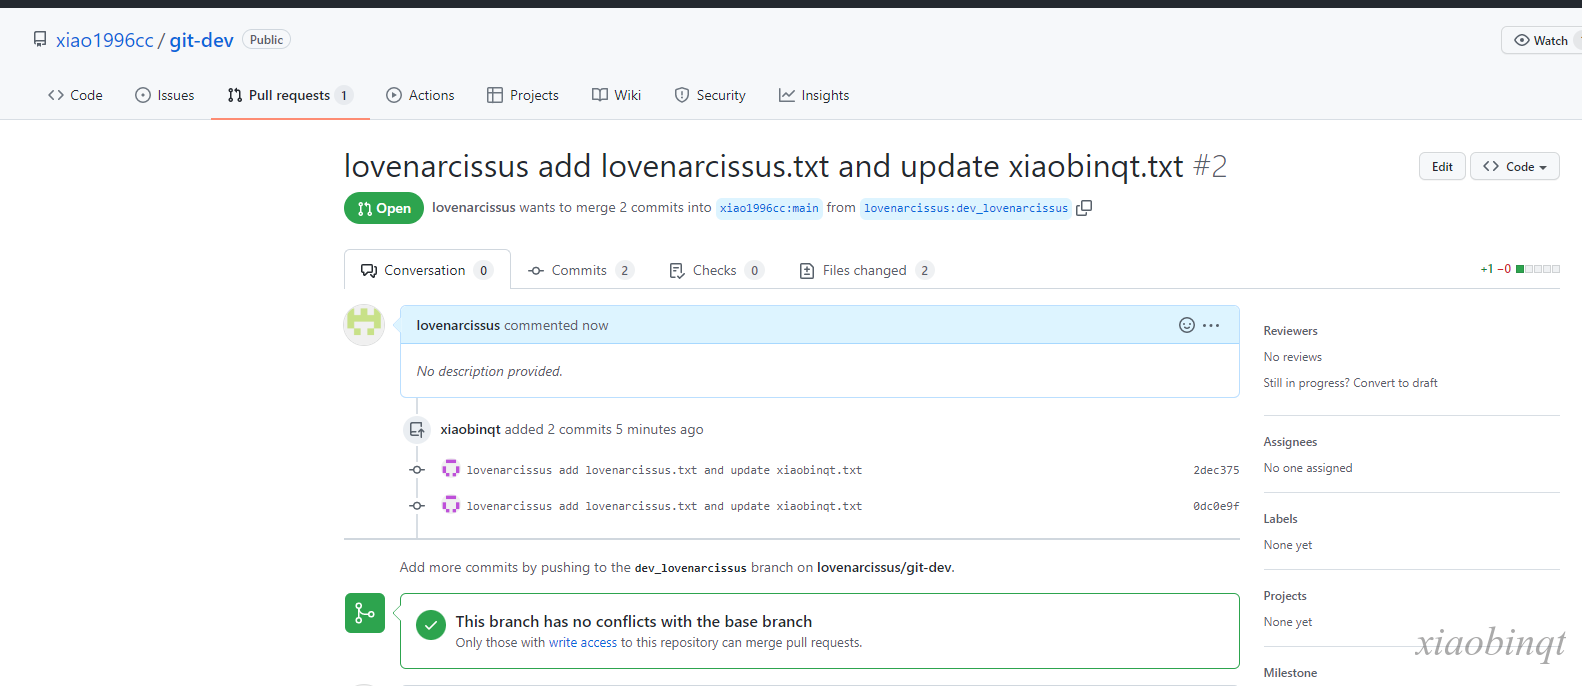 xiao1996cc / git-dev Public
Watch
Code Issues Pull requests 1 Actions Projects Wiki Security Insights
lovenarcissus add lovenarcissus.txt and update xiaobinqt.txt #2
Edit Code
Open lovenarcissus wants to merge 2 commits into xiao1996cc:main from lovenarcissus:dev_lovenarcissus
Conversation 0 Commits 2 Checks 0 Files changed 2
+1 −0
lovenarcissus commented now
No description provided.
xiaobinqt added 2 commits 5 minutes ago
lovenarcissus add lovenarcissus.txt and update xiaobinqt.txt 2dec375
lovenarcissus add lovenarcissus.txt and update xiaobinqt.txt 0dc0e9f
Add more commits by pushing to the dev_lovenarcissus branch on lovenarcissus/git-dev.
This branch has no conflicts with the base branch
Only those with write access to this repository can merge pull requests.
Reviewers
No reviews
Still in progress? Convert to draft
Assignees
No one assigned
Labels
None yet
Projects
None yet
Milestone
xiaobinqt